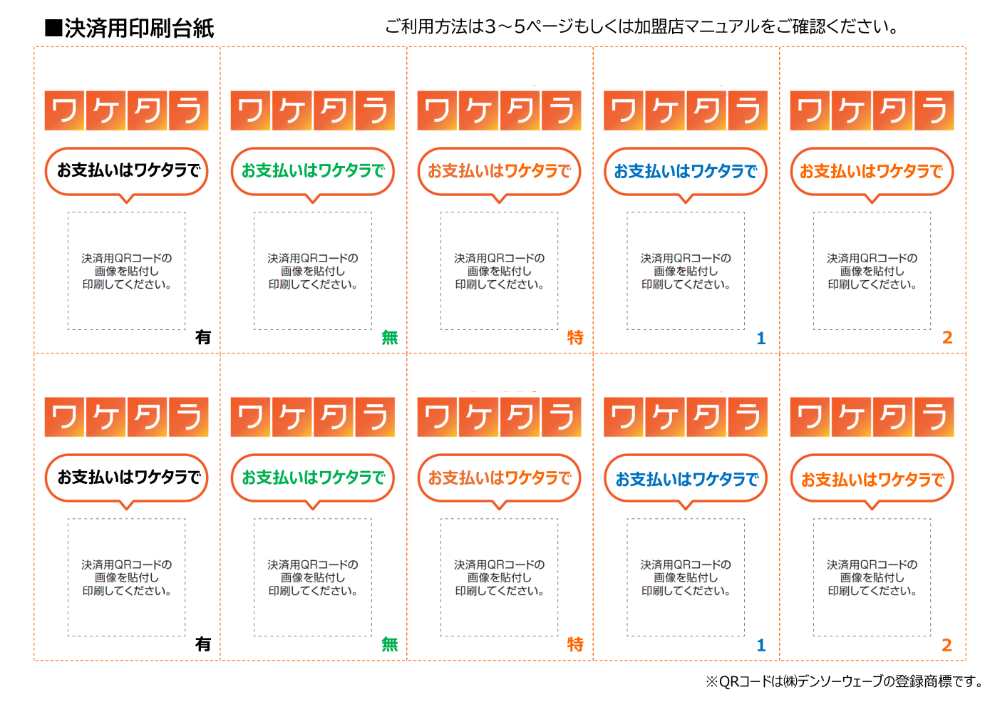 ■決済用印刷台紙
ご利用方法は3～5ページもしくは加盟店マニュアルをご確認ください。
ワケタラ
お支払いはワケタラで
決済用QRコードの
画像を貼付し
印刷してください。
有
ワケタラ
お支払いはワケタラで
決済用QRコードの
画像を貼付し
印刷してください。
無
ワケタラ
お支払いはワケタラで
決済用QRコードの
画像を貼付し
印刷してください。
特
ワケタラ
お支払いはワケタラで
決済用QRコードの
画像を貼付し
印刷してください。
1
ワケタラ
お支払いはワケタラで
決済用QRコードの
画像を貼付し
印刷してください。
2
ワケタラ
お支払いはワケタラで
決済用QRコードの
画像を貼付し
印刷してください。
有
ワケタラ
お支払いはワケタラで
決済用QRコードの
画像を貼付し
印刷してください。
無
ワケタラ
お支払いはワケタラで
決済用QRコードの
画像を貼付し
印刷してください。
特
ワケタラ
お支払いはワケタラで
決済用QRコードの
画像を貼付し
印刷してください。
1
ワケタラ
お支払いはワケタラで
決済用QRコードの
画像を貼付し
印刷してください。
2
※QRコードは㈱デンソーウェーブの登録商標です。